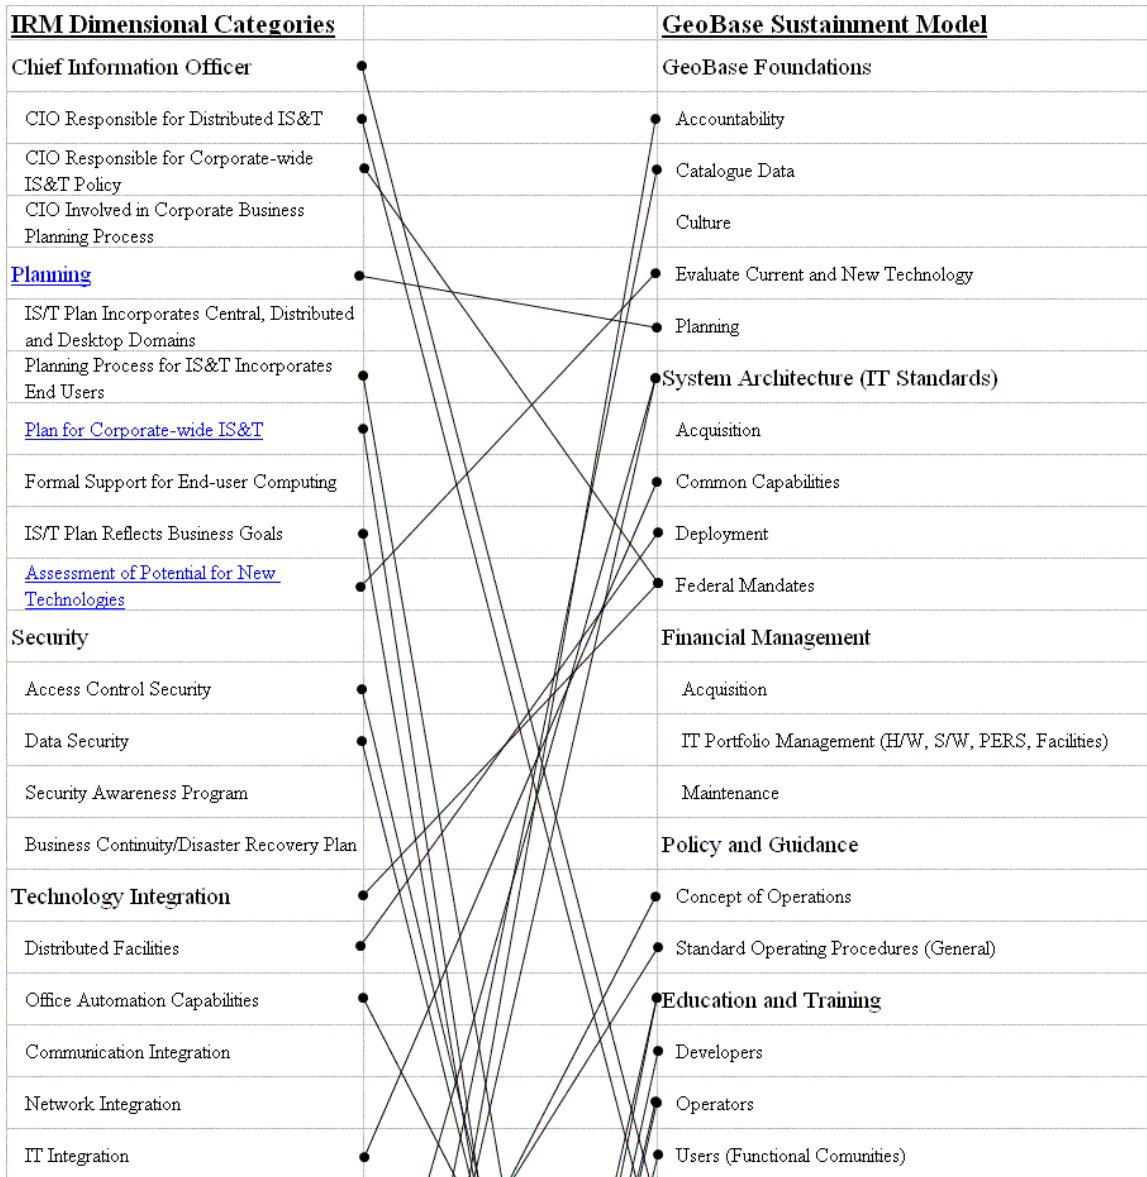 IRM Dimensional Categories
GeoBase Sustainment Model
Chief Information Officer
GeoBase Foundations
CIO Responsible for Distributed IS&T
Accountability
CIO Responsible for Corporate-wide
IS&T Policy
Catalogue Data
CIO Involved in Corporate Business
Planning Process
Culture
Planning
Evaluate Current and New Technology
IS/T Plan Incorporates Central, Distributed
and Desktop Domains
Planning
Planning Process for IS&T Incorporates
End Users
System Architecture (IT Standards)
Plan for Corporate-wide IS&T
Acquisition
Formal Support for End-user Computing
Common Capabilities
IS/T Plan Reflects Business Goals
Deployment
Assessment of Potential for New
Technologies
Federal Mandates
Security
Financial Management
Access Control Security
Acquisition
Data Security
IT Portfolio Management (H/W, S/W, PERS, Facilities)
Security Awareness Program
Maintenance
Business Continuity/Disaster Recovery Plan
Policy and Guidance
Technology Integration
Concept of Operations
Distributed Facilities
Standard Operating Procedures (General)
Office Automation Capabilities
Education and Training
Communication Integration
Developers
Network Integration
Operators
IT Integration
Users (Functional Comunities)